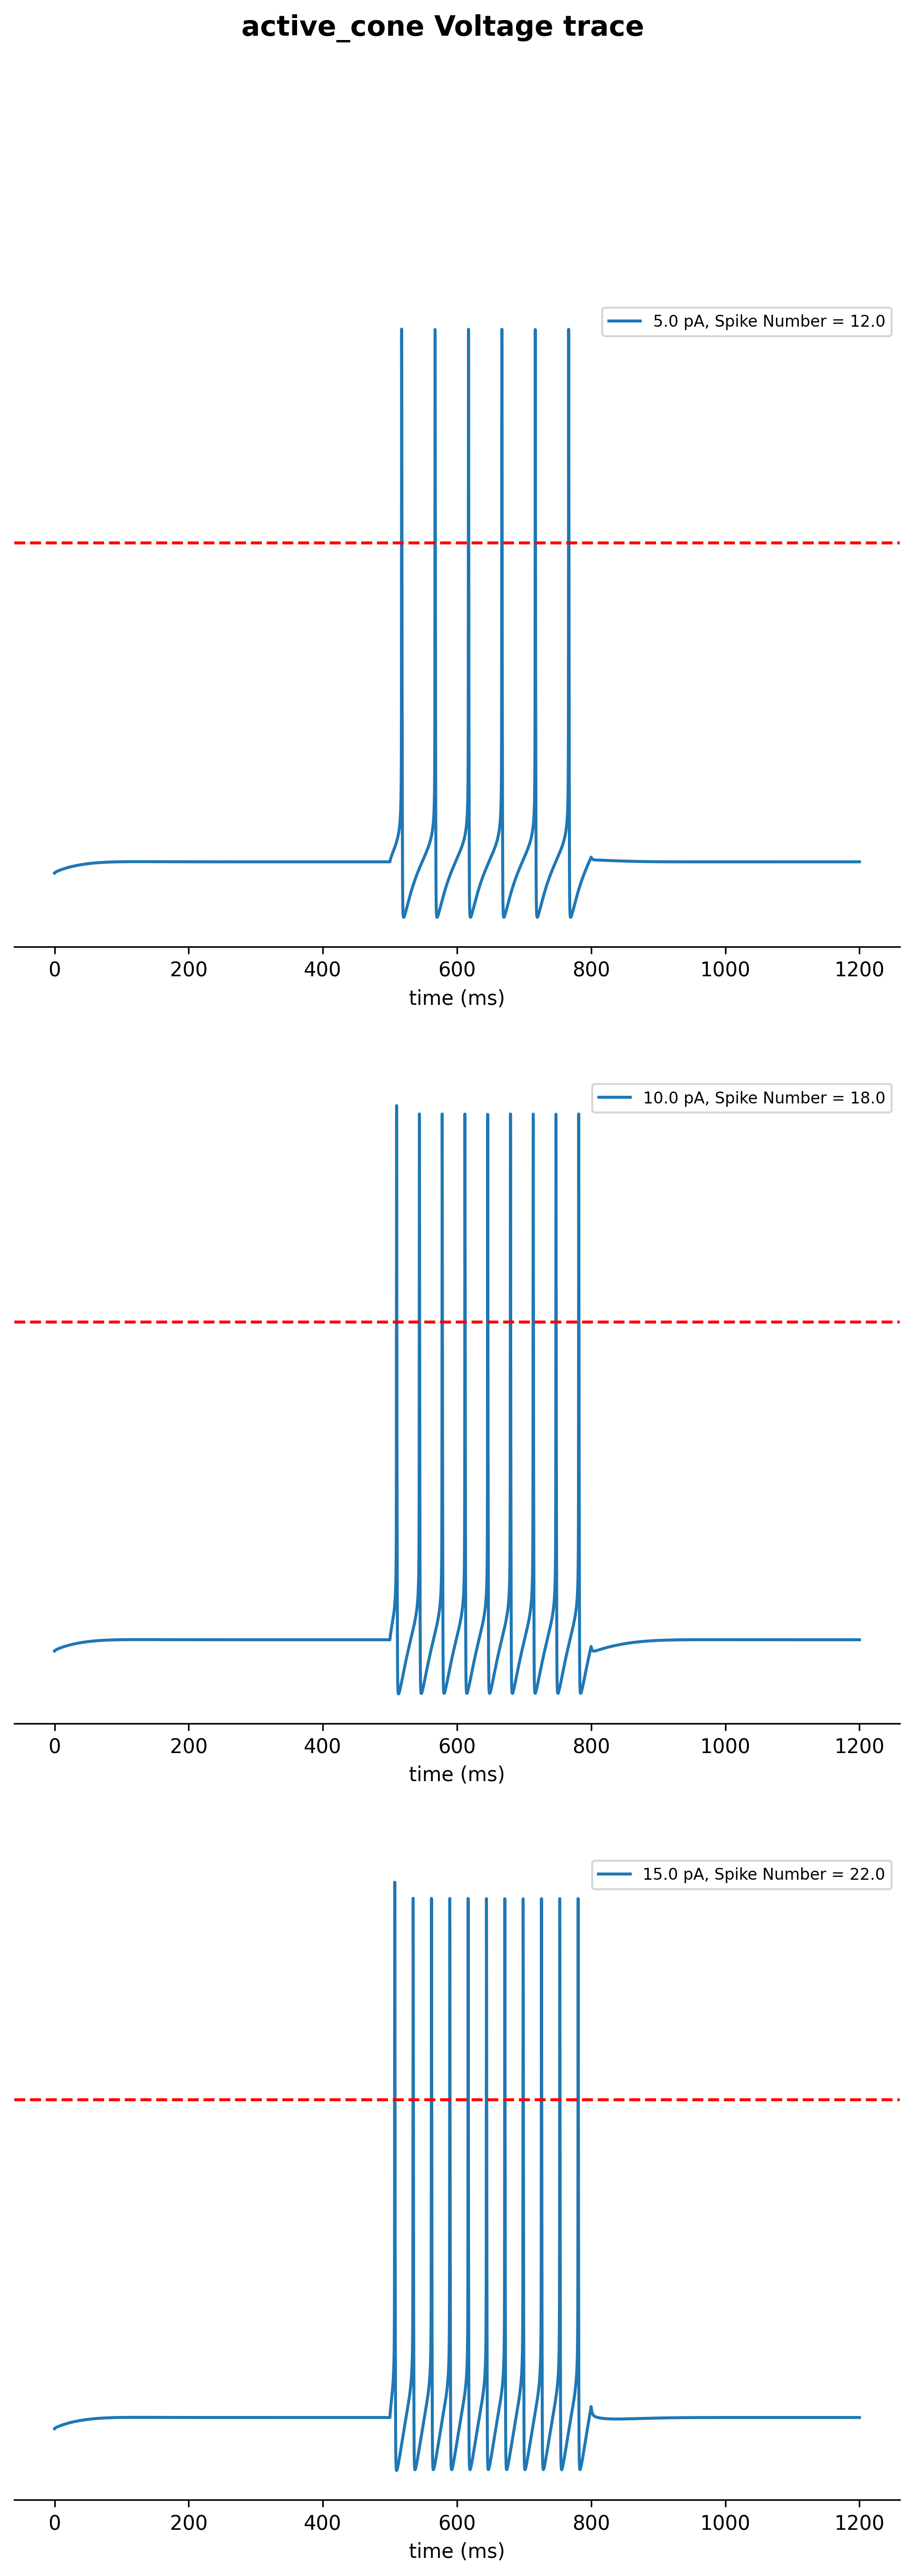 active_cone Voltage trace
5.0 pA, Spike Number = 12.0
0 200 400 600 800 1000 1200
time (ms)
10.0 pA, Spike Number = 18.0
0 200 400 600 800 1000 1200
time (ms)
15.0 pA, Spike Number = 22.0
0 200 400 600 800 1000 1200
time (ms)